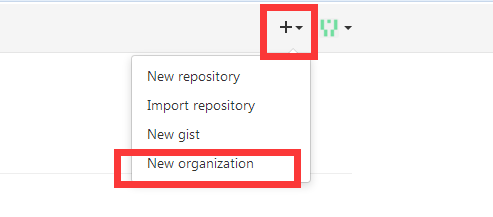 New repository
Import repository
New gist
New organization